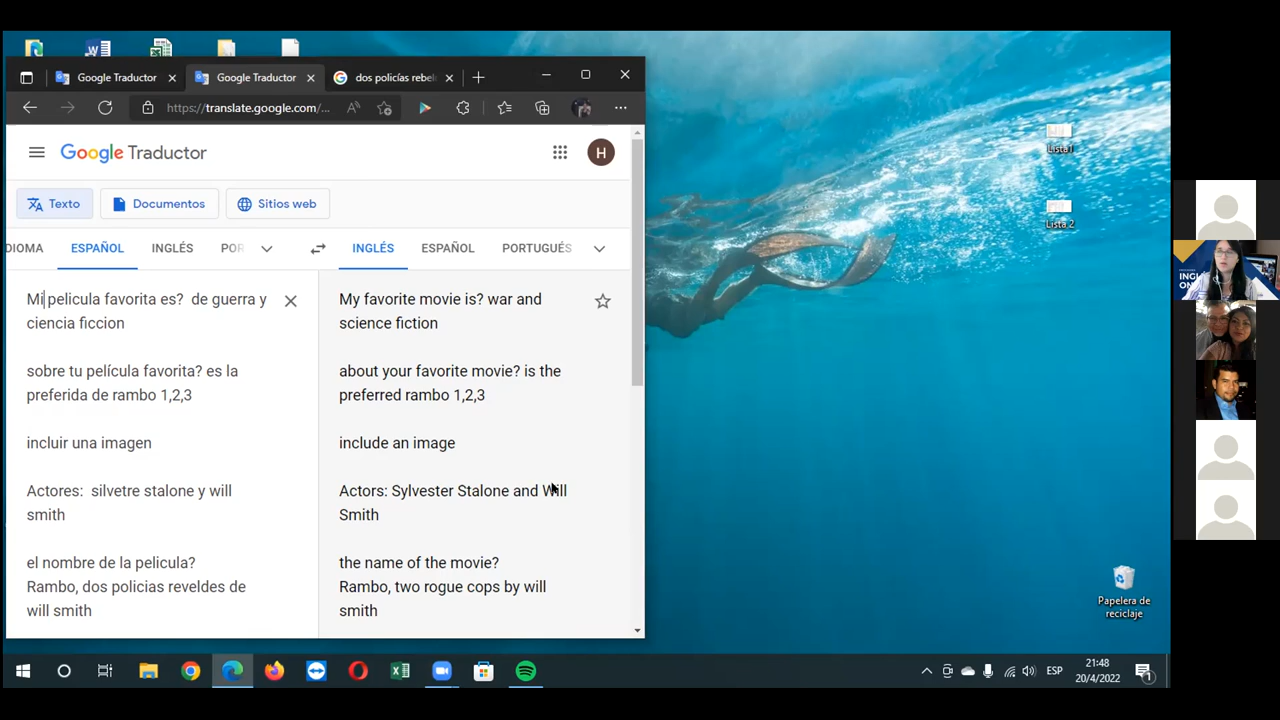 Google Traductor
Google Traductor
dos policías rebel
https://translate.google.com/...
Google Traductor
H
Texto
Documentos
Sitios web
DIOMA
ESPAÑOL
INGLÉS
POR
INGLÉS
ESPAÑOL
PORTUGUÉS
Mi pelicula favorita es? de guerra y
ciencia ficcion
sobre tu película favorita? es la
preferida de rambo 1,2,3
incluir una imagen
Actores: silvetre stalone y will
smith
el nombre de la pelicula?
Rambo, dos policias reveldes de
will smith
My favorite movie is? war and
science fiction
about your favorite movie? is the
preferred rambo 1,2,3
include an image
Actors: Sylvester Stalone and Will
Smith
the name of the movie?
Rambo, two rogue cops by will
smith
Lista1
Lista 2
Papelera de
reciclaje
ESP
21:48
20/4/2022
1
INGL
ON